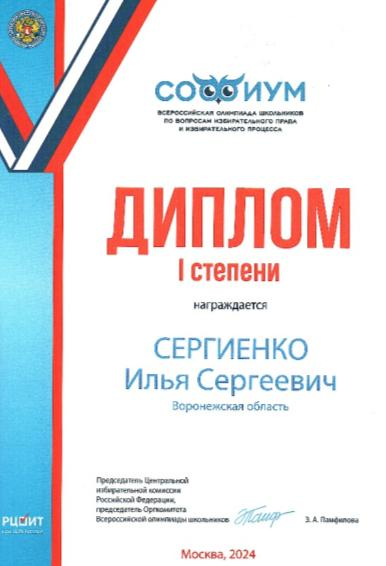 СОФИУМ
ВСЕРОССИЙСКАЯ ОЛИМПИАДА ШКОЛЬНИКОВ
ПО ВОПРОСАМ ИЗБИРАТЕЛЬНОГО ПРАВА
И ИЗБИРАТЕЛЬНОГО ПРОЦЕССА
ДИПЛОМ
I степени
награждается
СЕРГИЕНКО
Илья Сергеевич
Воронежская область
Председатель Центральной
избирательной комиссии
Российской Федерации,
председатель Оргкомитета
Всероссийской олимпиады школьников
Э. А. Памфилова
РЦОИТ
Москва, 2024